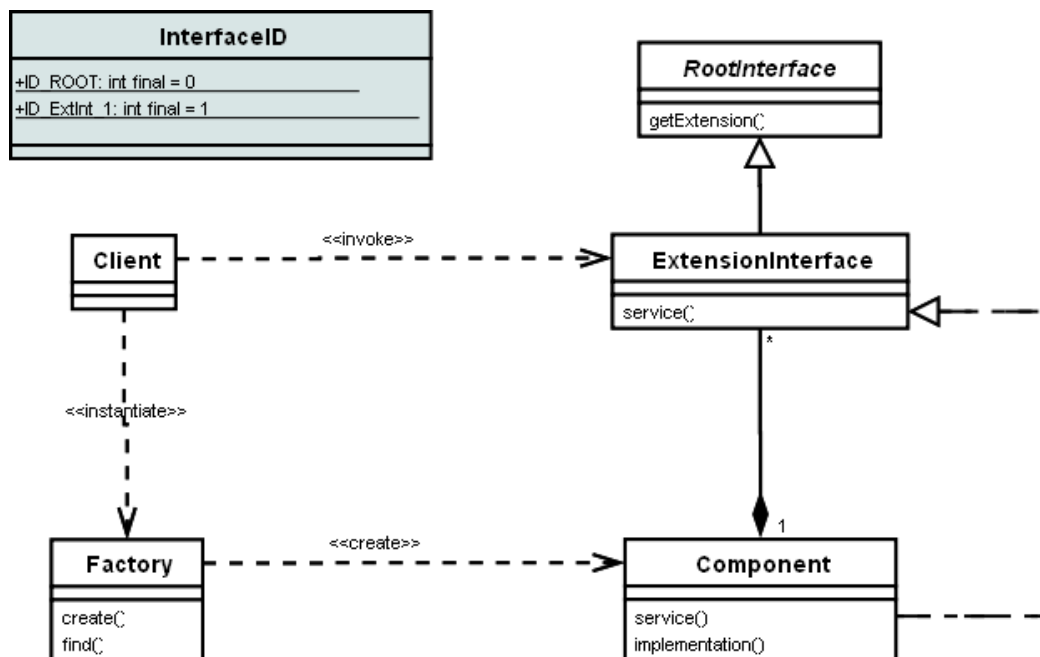 InterfaceID
+ID_ROOT: int final = 0
+ID_ExtInt_1: int final = 1
RootInterface
getExtension()
Client
<<invoke>>
ExtensionInterface
service()
*
<<instantiate>>
1
Factory
create()
find()
<<create>>
Component
service()
implementation()